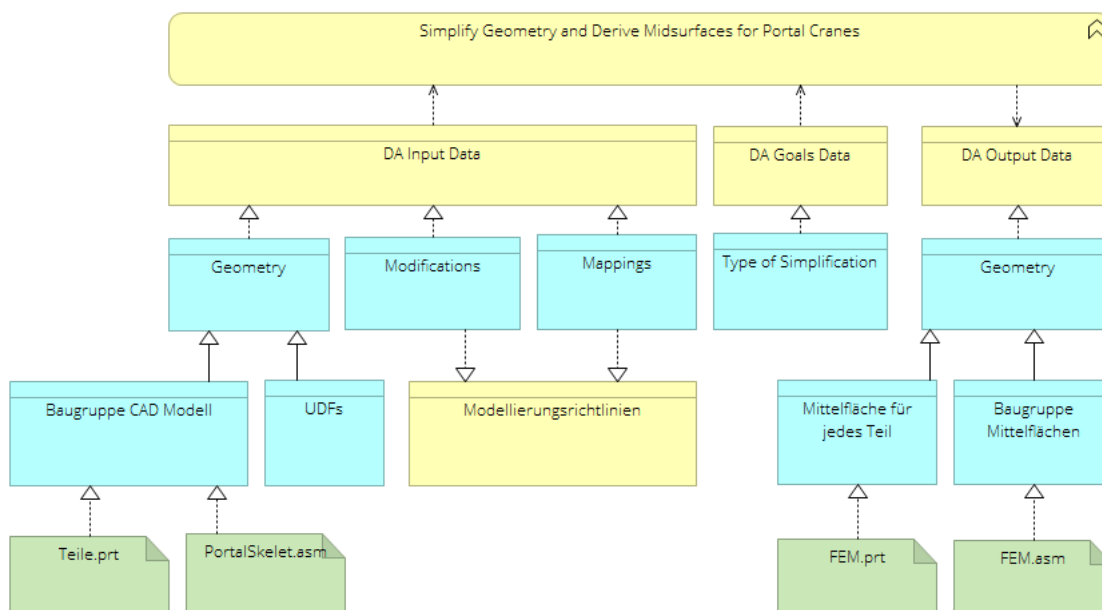 Simplify Geometry and Derive Midsurfaces for Portal Cranes
DA Input Data
DA Goals Data
DA Output Data
Geometry
Modifications
Mappings
Type of Simplification
Geometry
Baugruppe CAD Modell
UDFs
Modellierungsrichtlinien
Mittelfläche für
jedes Teil
Baugruppe
Mittelflächen
Teile.prt
PortalSkelet.asm
FEM.prt
FEM.asm